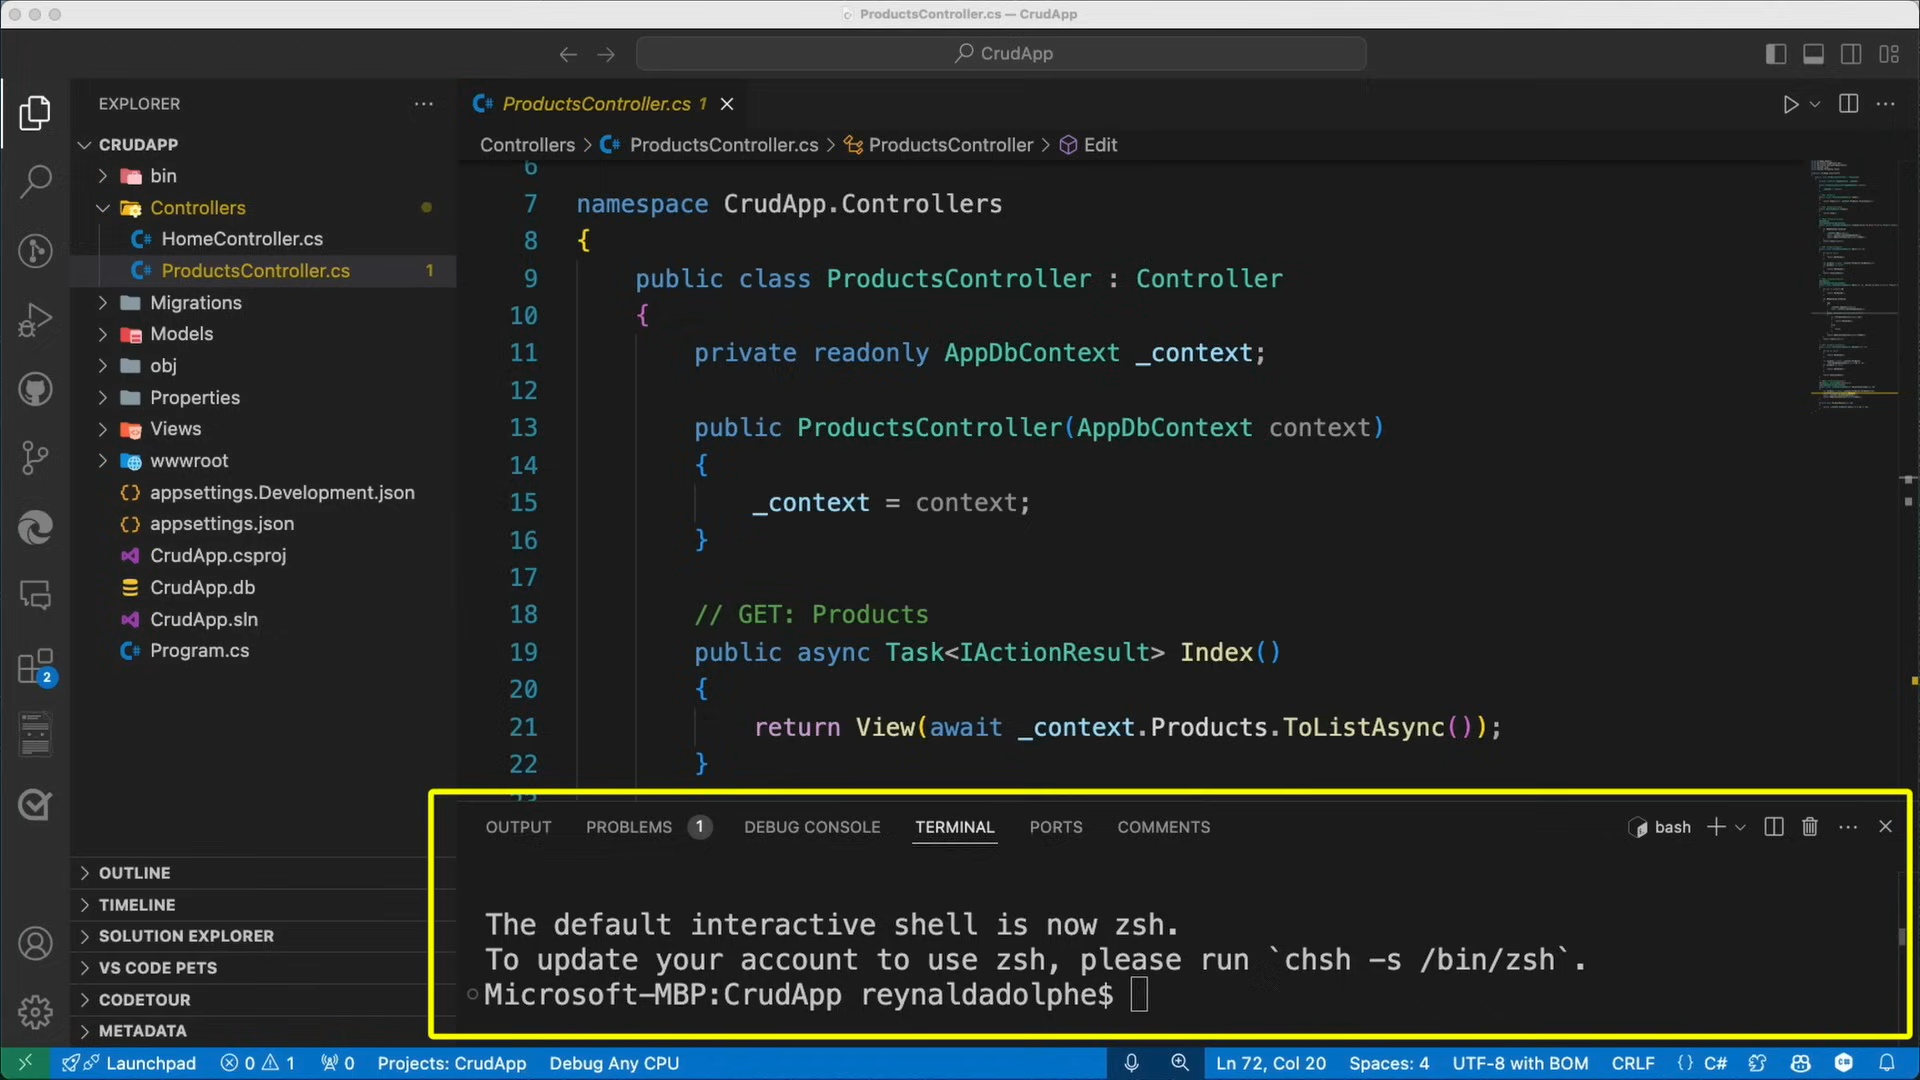 ProductsController.cs — CrudApp
CrudApp
EXPLORER
ProductsController.cs 1
CRUDAPP
Controllers > ProductsController.cs > ProductsController > Edit
bin
Controllers
HomeController.cs
ProductsController.cs 1
Migrations
Models
obj
Properties
Views
wwwroot
appsettings.Development.json
appsettings.json
CrudApp.csproj
CrudApp.db
CrudApp.sln
Program.cs
2
OUTLINE
TIMELINE
SOLUTION EXPLORER
VS CODE PETS
CODETOUR
METADATA
6
7 namespace CrudApp.Controllers
8 {
9 public class ProductsController : Controller
10 {
11 private readonly AppDbContext _context;
12
13 public ProductsController(AppDbContext context)
14 {
15 _context = context;
16 }
17
18 // GET: Products
19 public async Task<IActionResult> Index()
20 {
21 return View(await _context.Products.ToListAsync());
22 }
OUTPUT PROBLEMS 1 DEBUG CONSOLE TERMINAL PORTS COMMENTS bash
The default interactive shell is now zsh.
To update your account to use zsh, please run `chsh -s /bin/zsh`.
Microsoft-MBP:CrudApp reynaldadolphe$
Launchpad 0 1 0 Projects: CrudApp Debug Any CPU Ln 72, Col 20 Spaces: 4 UTF-8 with BOM CRLF {} C#